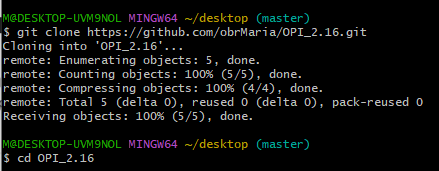 M@DESKTOP-UVM9NOL MINGW64 ~/desktop (master)
$ git clone https://github.com/obrMaria/OPI_2.16.git
Cloning into 'OPI_2.16'...
remote: Enumerating objects: 5, done.
remote: Counting objects: 100% (5/5), done.
remote: Compressing objects: 100% (4/4), done.
remote: Total 5 (delta 0), reused 0 (delta 0), pack-reused 0
Receiving objects: 100% (5/5), done.
M@DESKTOP-UVM9NOL MINGW64 ~/desktop (master)
$ cd OPI_2.16